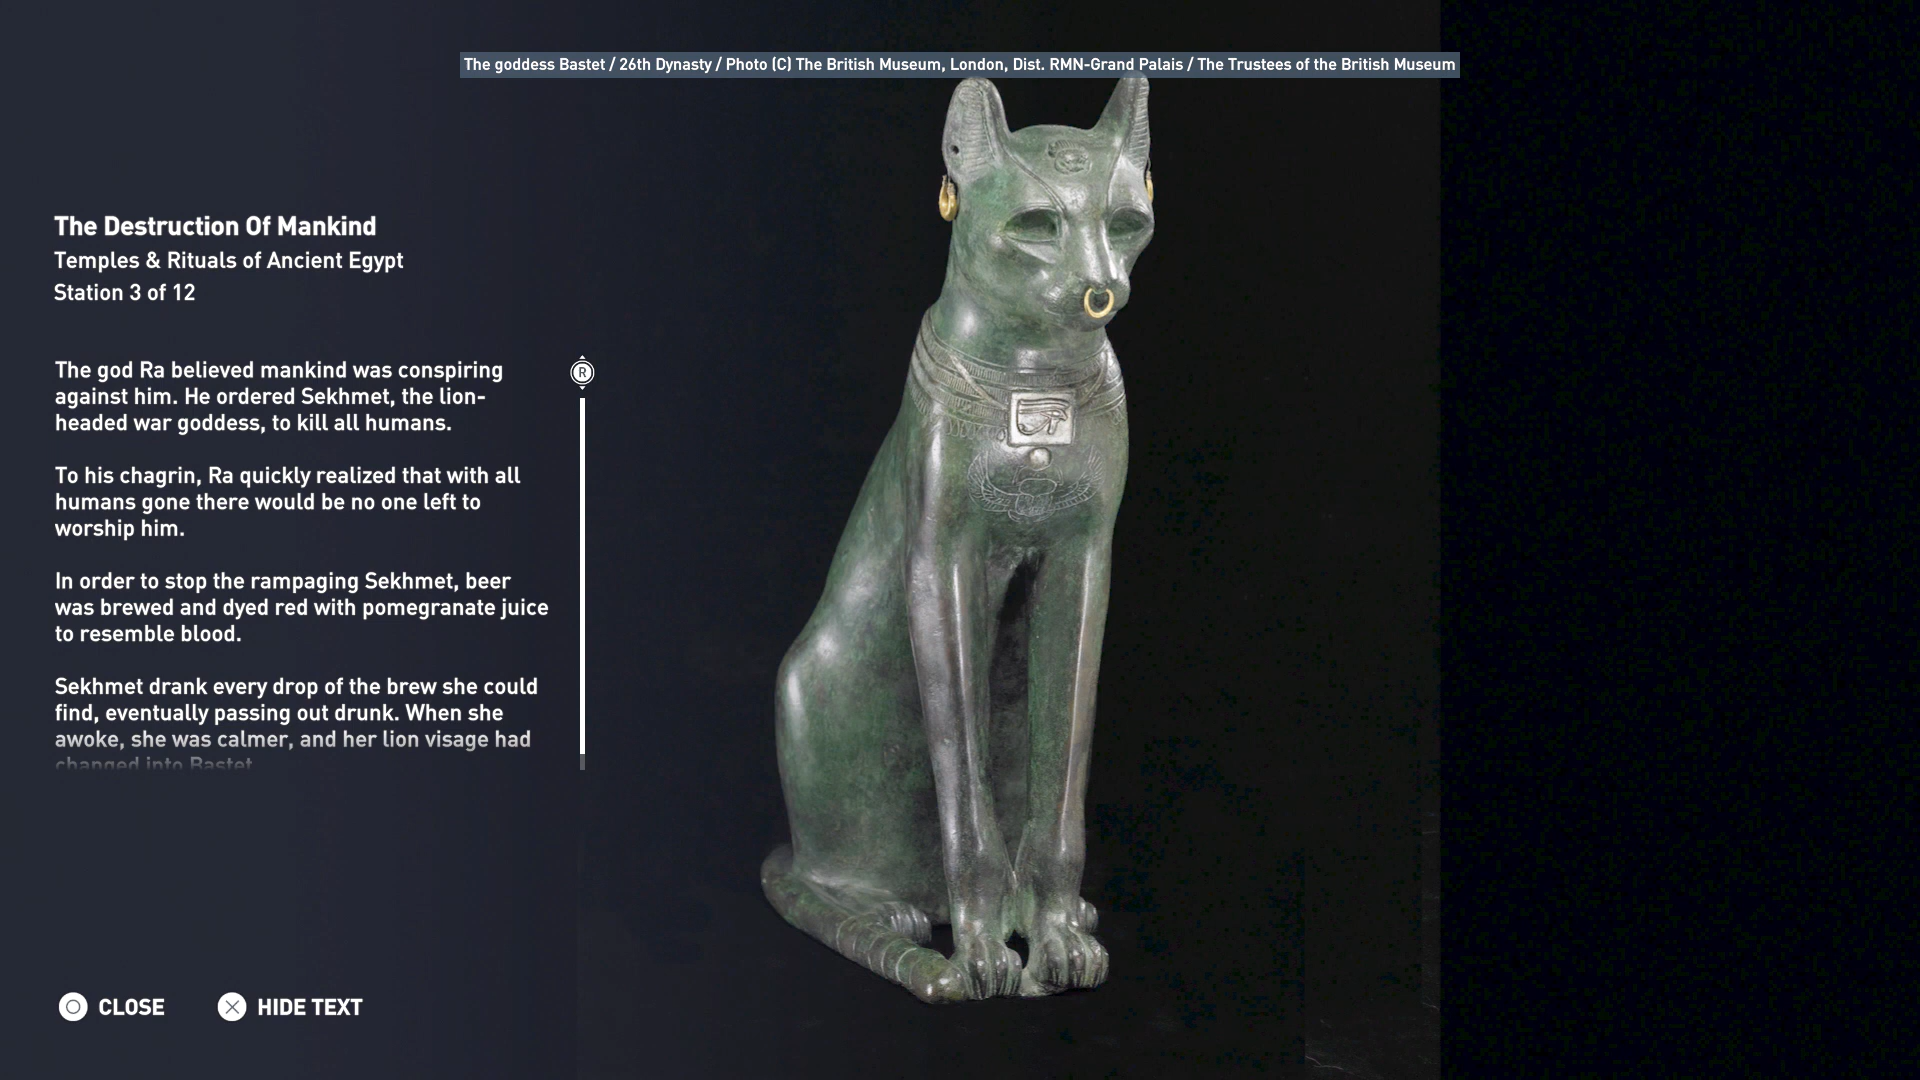 The goddess Bastet / 26th Dynasty / Photo (C) The British Museum, London, Dist. RMN-Grand Palais / The Trustees of the British Museum
The Destruction Of Mankind
Temples & Rituals of Ancient Egypt
Station 3 of 12
The god Ra believed mankind was conspiring
against him. He ordered Sekhmet, the lion-
headed war goddess, to kill all humans.
To his chagrin, Ra quickly realized that with all
humans gone there would be no one left to
worship him.
In order to stop the rampaging Sekhmet, beer
was brewed and dyed red with pomegranate juice
to resemble blood.
Sekhmet drank every drop of the brew she could
find, eventually passing out drunk. When she
awoke, she was calmer, and her lion visage had
changed into Bastet
R
CLOSE
HIDE TEXT